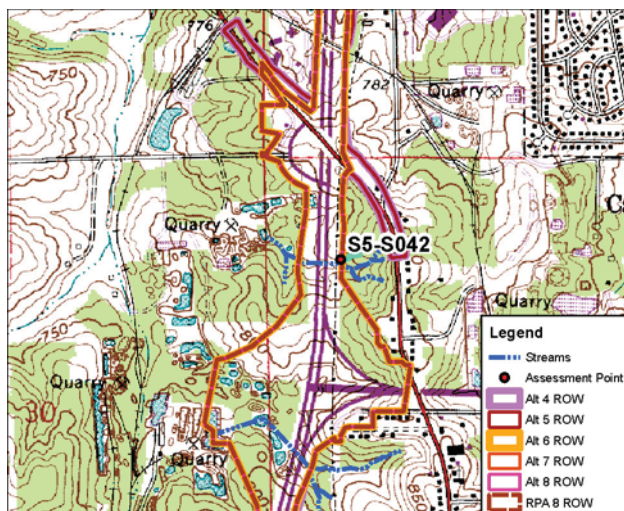 776
750
782
Quarry
Quarry
Ca
S5-S042
Quarry
750
Quarry
30
Quarry
850
Legend
Streams
Assessment Point
Alt 4 ROW
Alt 5 ROW
Alt 6 ROW
Alt 7 ROW
Alt 8 ROW
RPA 8 ROW